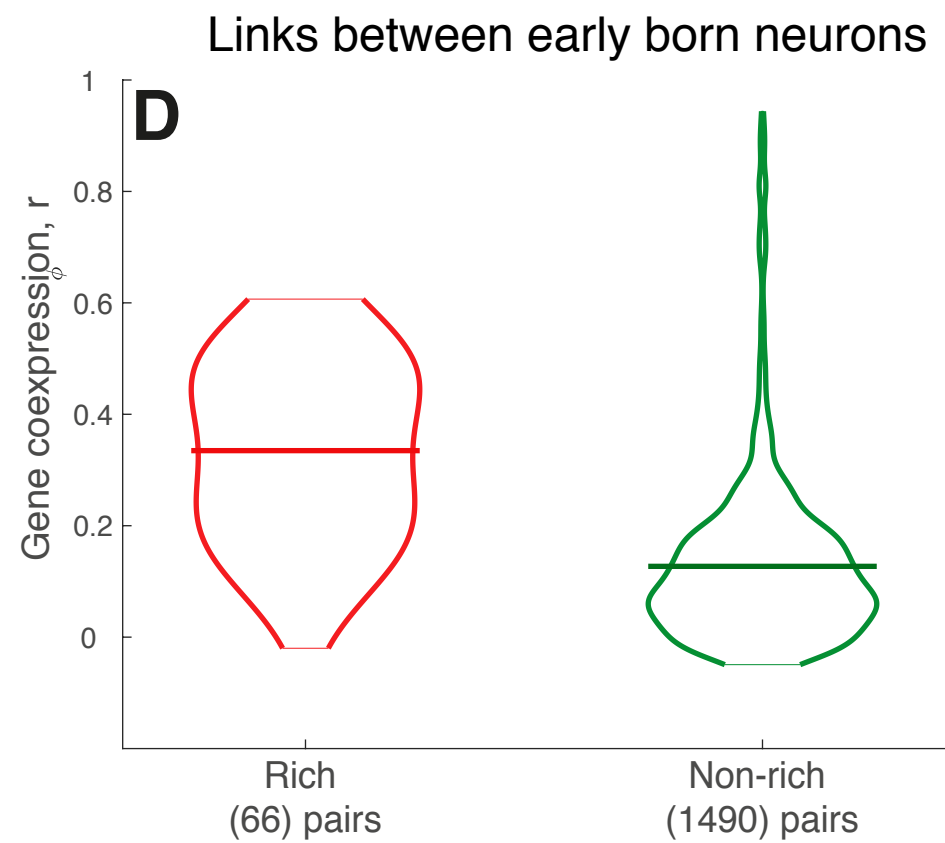 Links between early born neurons
D
Gene coexpression, r
ϕ
1
0.8
0.6
0.4
0.2
0
Rich
(66) pairs
Non-rich
(1490) pairs